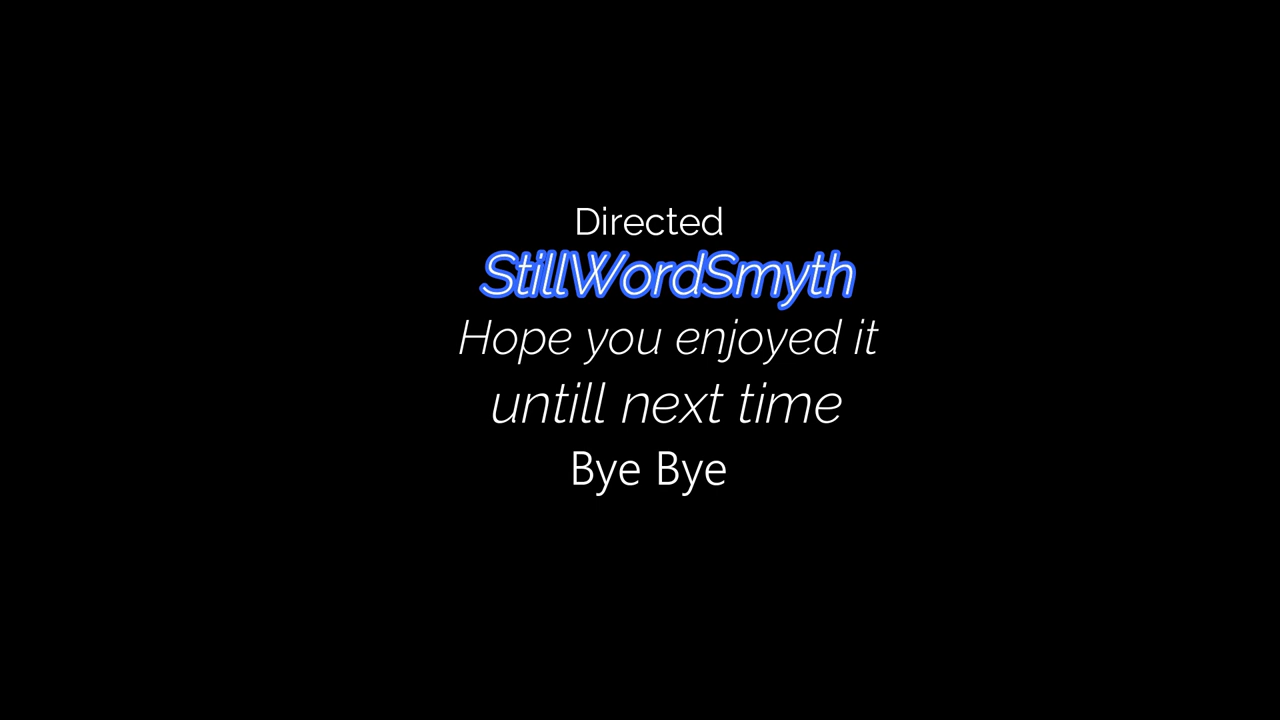 Directed
StillWordSmyth
Hope you enjoyed it
untill next time
Bye Bye